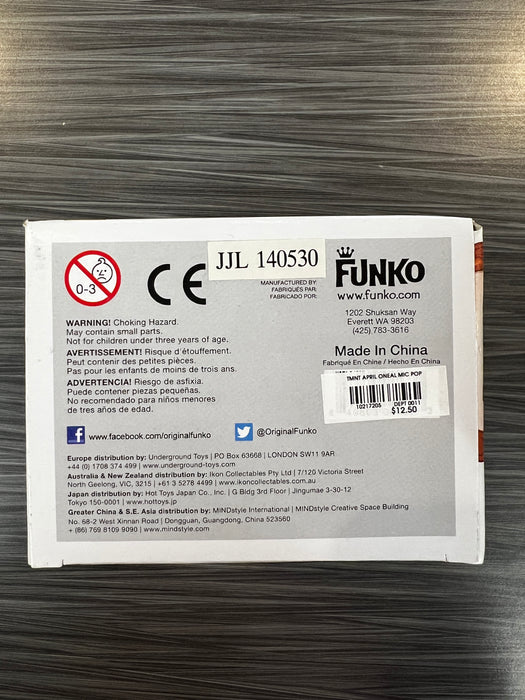 JJL 140530
0-3
CE
MANUFACTURED BY:
FABRIQUÉS PAR:
FABRICADO POR:
FUNKO
www.funko.com
1202 Shuksan Way
Everett WA 98203
(425).783-3616
Made In China
Fabriqué En Chine / Hecho En China
WARNING! Choking Hazard.
May contain small parts.
Not for children under three years of age.
AVERTISSEMENT! Risque d'étouffement.
Peut contenir des petites pièces.
Pas pour les enfants de moins de trois ans.
ADVERTENCIA! Riesgo de asfixia.
Puede contener piezas pequeñas.
No recomendado para niños menores
de tres años de edad.
TMNT APRIL ONEAL MIC POP
10217205 DEPT 0011
$12.50
www.facebook.com/originalFunko
@OriginalFunko
Europe distribution by: Underground Toys | PO Box 63668 | LONDON SW11 9AR
+44 (0) 1708 374 499 | www.underground-toys.com
Australia & New Zealand distribution by: Ikon Collectables Pty Ltd | 7/120 Victoria Street
North Geelong, VIC, 3215 | +61 3 5278 4499 | www.ikoncollectables.com.au
Japan distribution by: Hot Toys Japan Co., Inc. | G Bldg 3rd Floor | Jingumae 3-30-12
Tokyo 150-0001 | www.hottoys.jp
Greater China & S.E. Asia distribution by: MINDstyle International | MINDstyle Creative Space Building
No. 68-2 West Xinnan Road | Dongguan, Guangdong, China 523560
+ (86) 769 8109 9090 | www.mindstyle.com